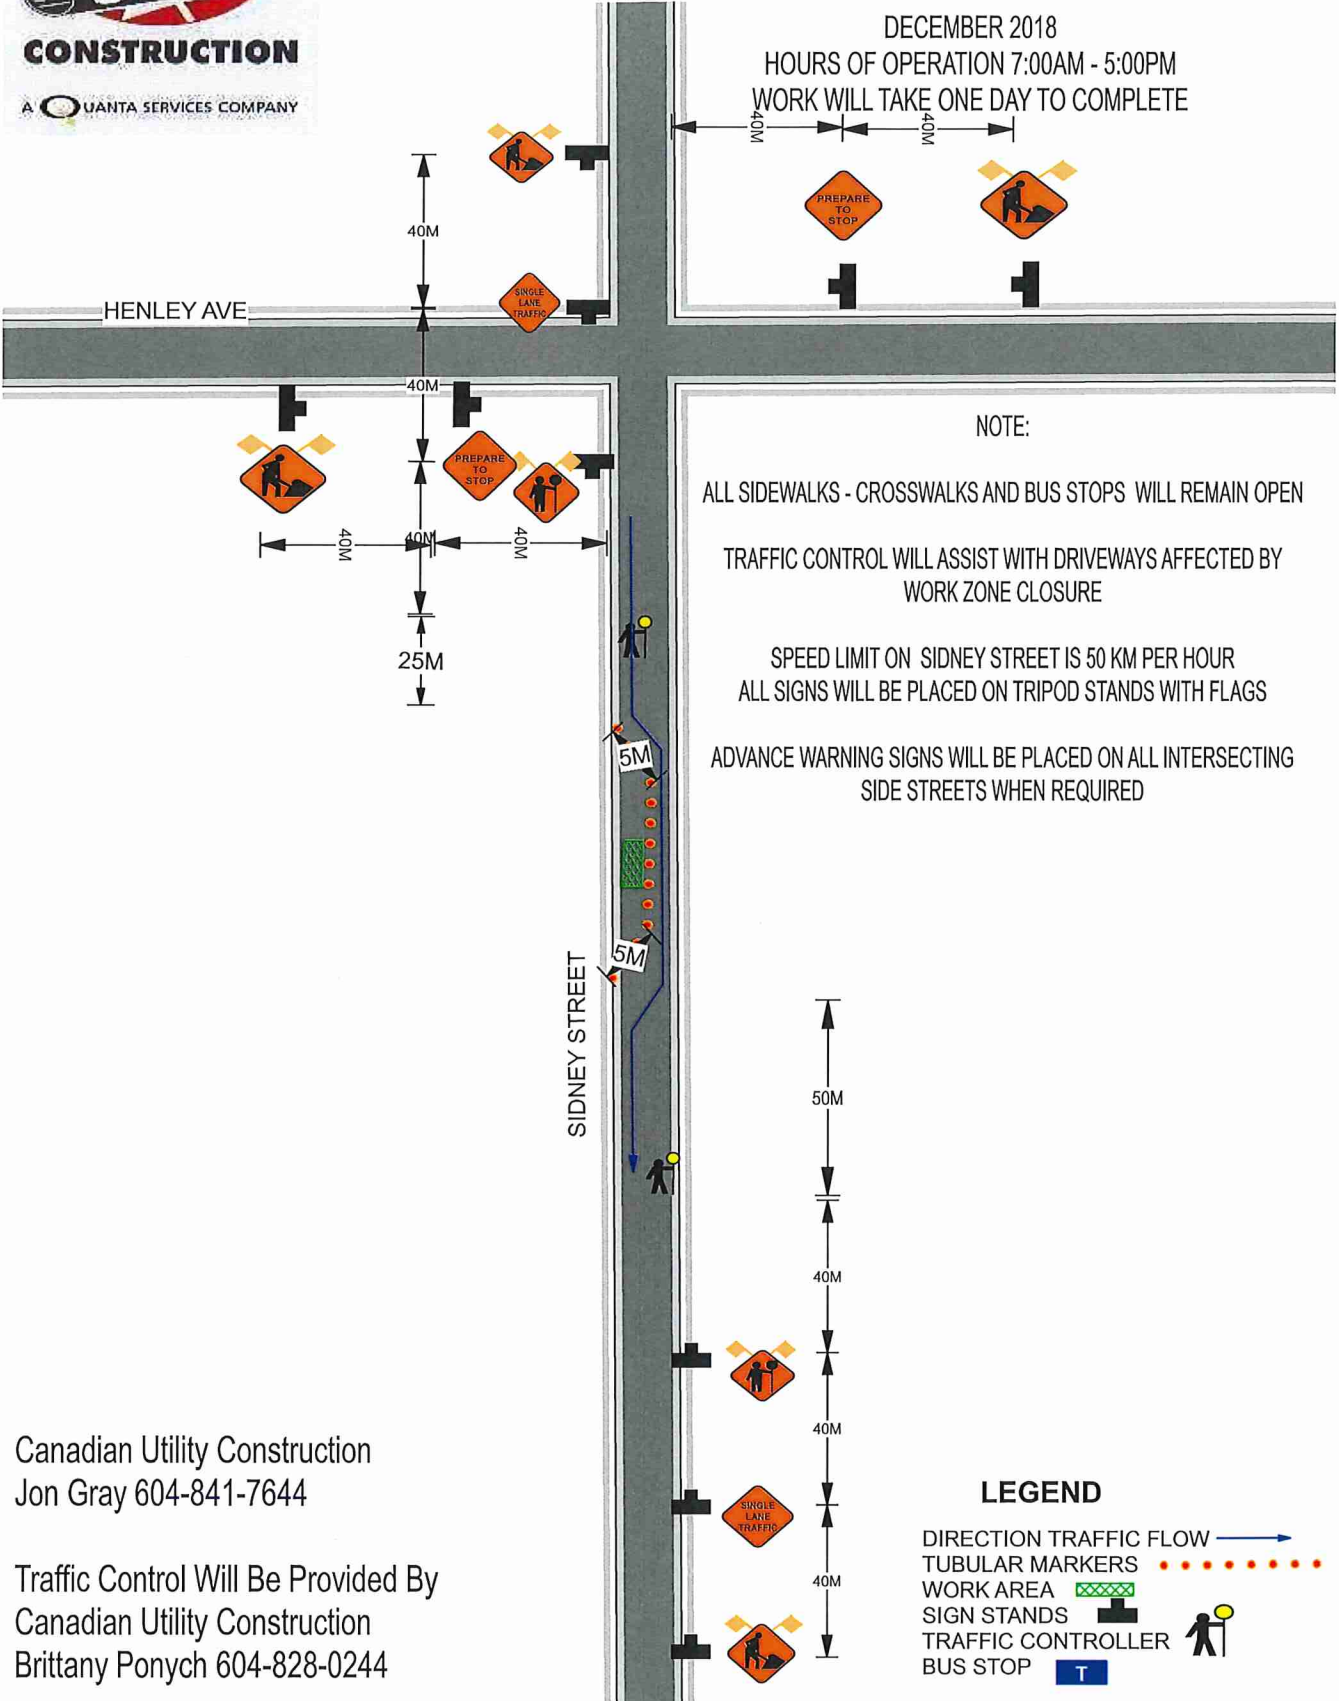 CONSTRUCTION
A QUANTA SERVICES COMPANY
DECEMBER 2018
HOURS OF OPERATION 7:00AM - 5:00PM
WORK WILL TAKE ONE DAY TO COMPLETE
40M
40M
PREPARE
TO
STOP
40M
SINGLE
LANE
TRAFFIC
HENLEY AVE
40M
PREPARE
TO
STOP
40M
40M
40M
25M
NOTE:
ALL SIDEWALKS - CROSSWALKS AND BUS STOPS WILL REMAIN OPEN
TRAFFIC CONTROL WILL ASSIST WITH DRIVEWAYS AFFECTED BY
WORK ZONE CLOSURE
SPEED LIMIT ON SIDNEY STREET IS 50 KM PER HOUR
ALL SIGNS WILL BE PLACED ON TRIPOD STANDS WITH FLAGS
ADVANCE WARNING SIGNS WILL BE PLACED ON ALL INTERSECTING
SIDE STREETS WHEN REQUIRED
5M
5M
SIDNEY STREET
50M
40M
40M
SINGLE
LANE
TRAFFIC
40M
Canadian Utility Construction
Jon Gray 604-841-7644
Traffic Control Will Be Provided By
Canadian Utility Construction
Brittany Ponych 604-828-0244
LEGEND
DIRECTION TRAFFIC FLOW
TUBULAR MARKERS
WORK AREA
SIGN STANDS
TRAFFIC CONTROLLER
BUS STOP T